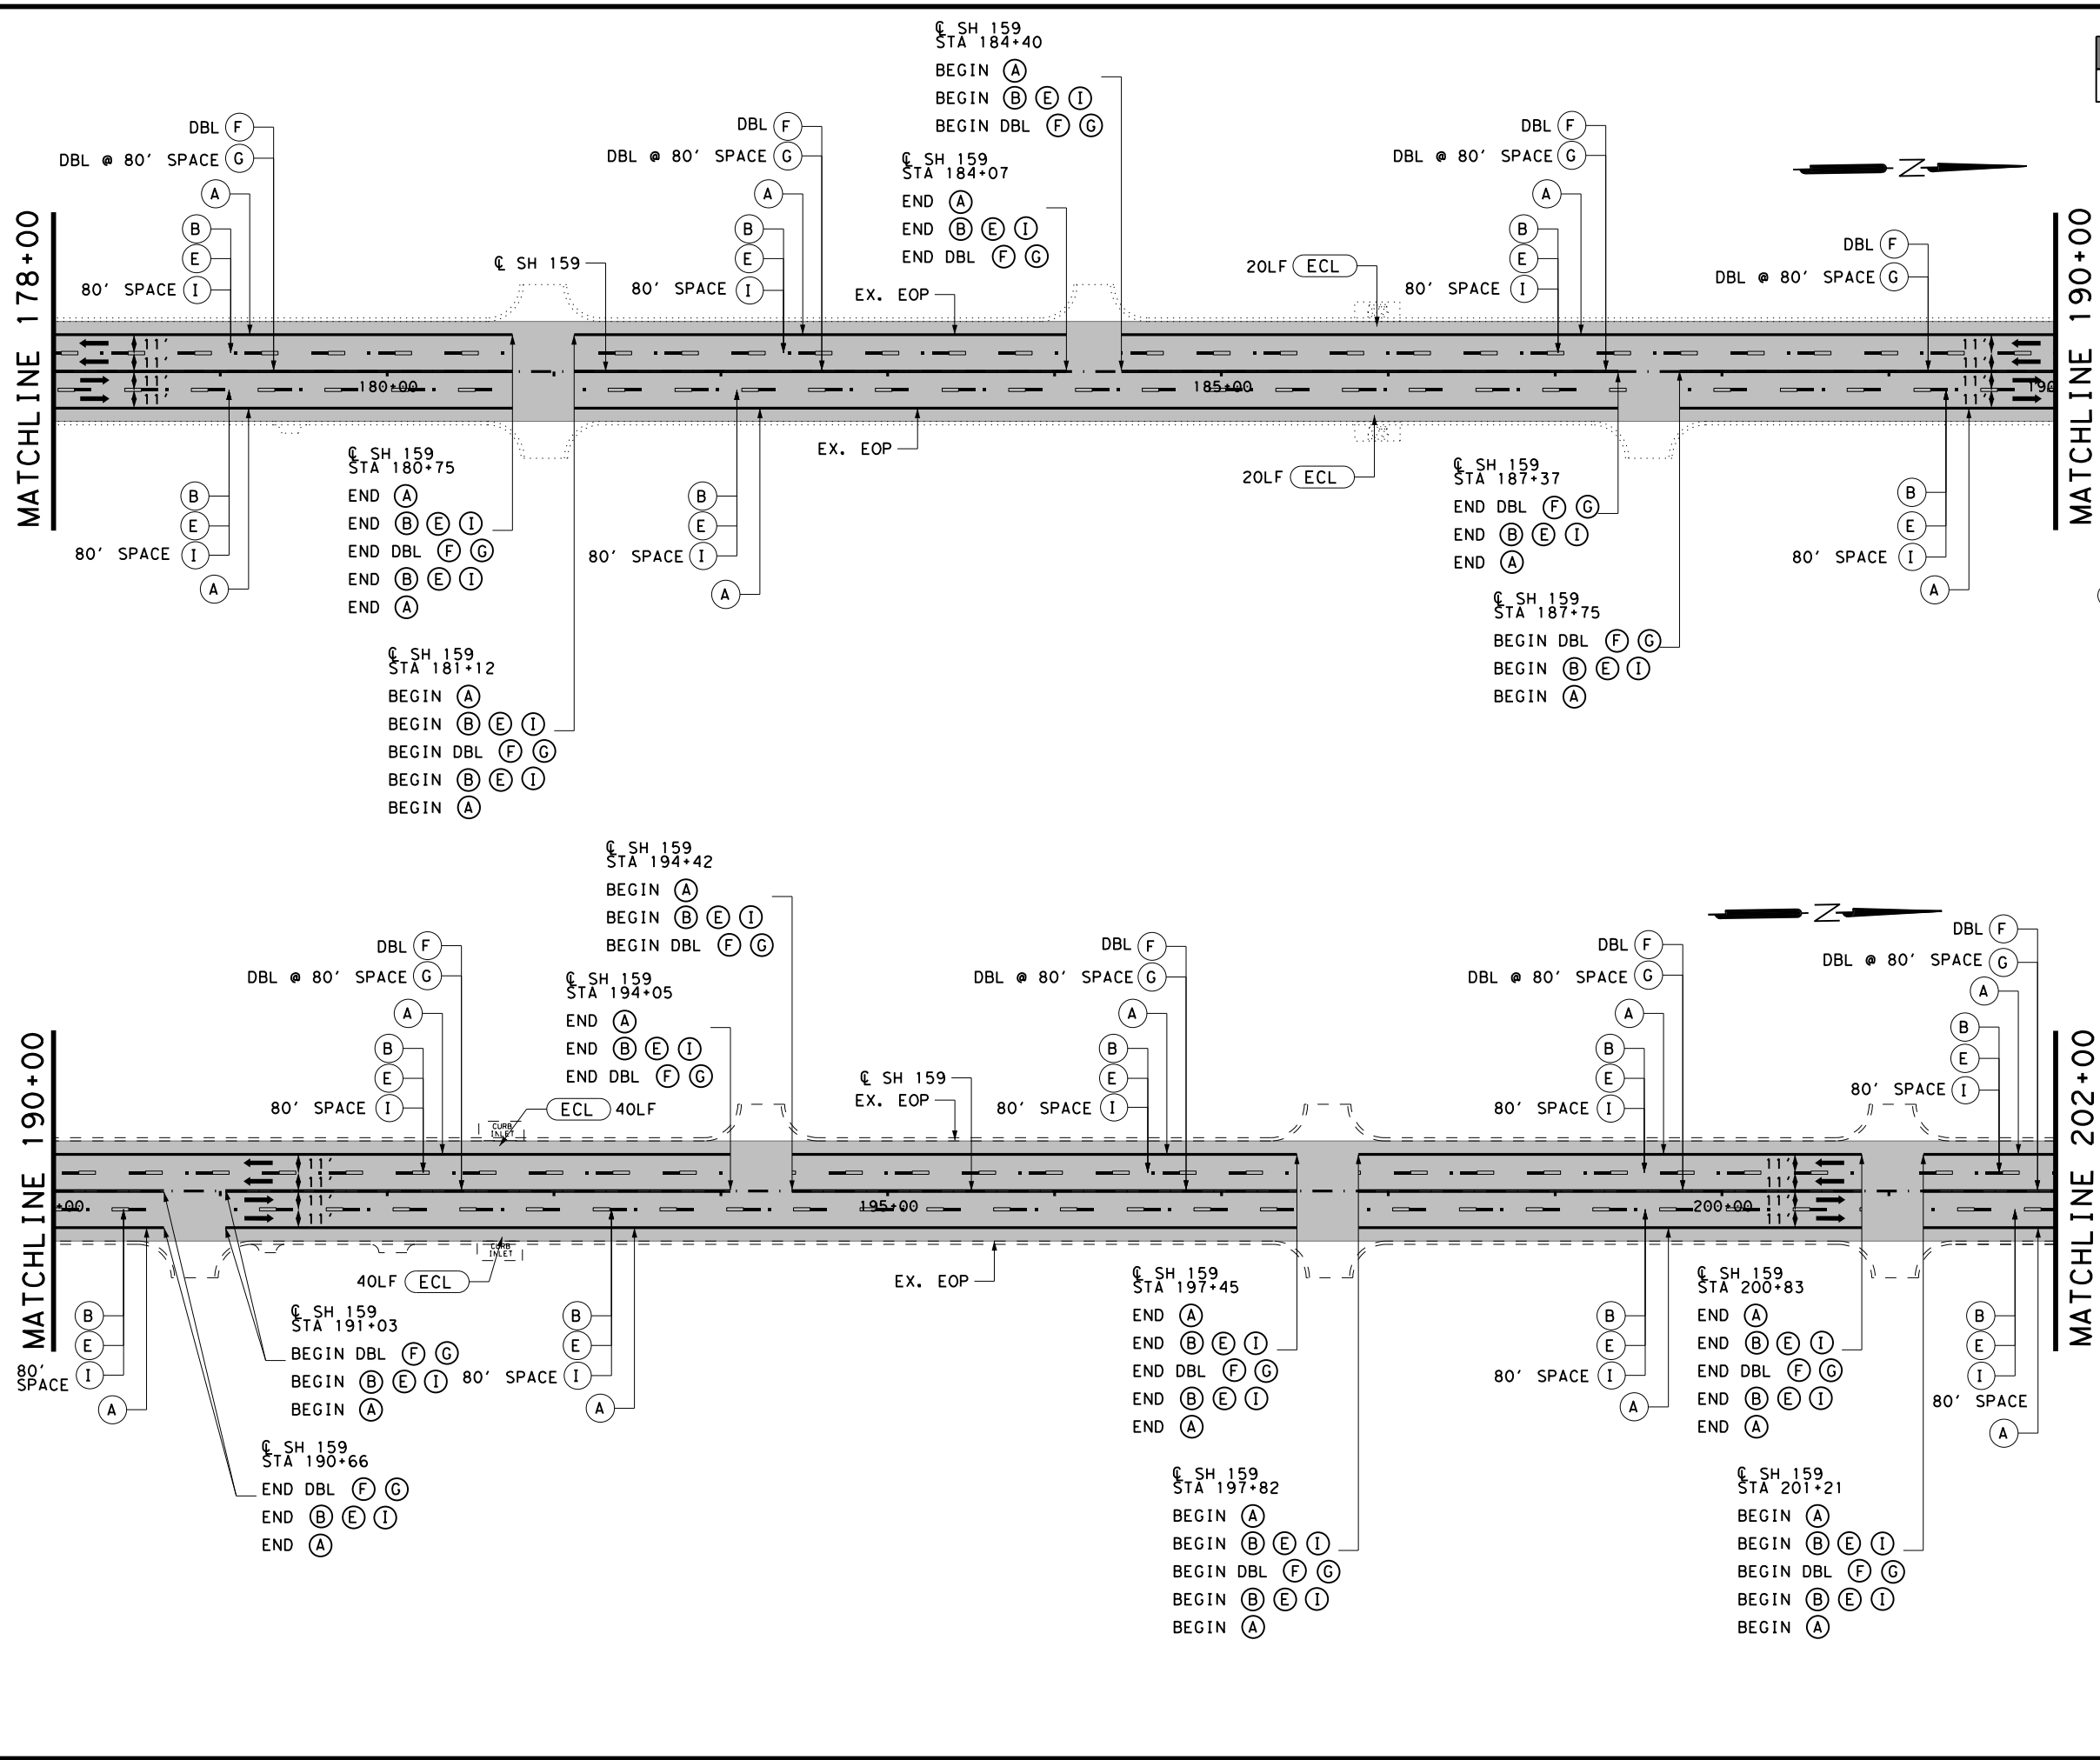 ℄ SH 159
STA 184+40
BEGIN A
BEGIN B E I
BEGIN DBL F G
℄ SH 159
STA 184+07
END A
END B E I
END DBL F G
DBL F
DBL @ 80' SPACE G
A
B
E
80' SPACE I
℄ SH 159
DBL F
DBL @ 80' SPACE G
A
B
E
80' SPACE I
EX. EOP
20LF ECL
DBL F
DBL @ 80' SPACE G
A
B
E
80' SPACE I
Z
DBL F
DBL @ 80' SPACE G
MATCHLINE 178+00
11'
11'
11'
11'
180+00
185+00
11'
11'
11'
11'
190
MATCHLINE 190+00
B
E
80' SPACE I
A
℄ SH 159
STA 180+75
END A
END B E I
END DBL F G
END B E I
END A
℄ SH 159
STA 181+12
BEGIN A
BEGIN B E I
BEGIN DBL F G
BEGIN B E I
BEGIN A
B
E
80' SPACE I
A
EX. EOP
20LF ECL
℄ SH 159
STA 187+37
END DBL F G
END B E I
END A
℄ SH 159
STA 187+75
BEGIN DBL F G
BEGIN B E I
BEGIN A
B
E
80' SPACE I
A
℄ SH 159
STA 194+42
BEGIN A
BEGIN B E I
BEGIN DBL F G
℄ SH 159
STA 194+05
END A
END B E I
END DBL F G
DBL F
DBL @ 80' SPACE G
A
B
E
80' SPACE I
ECL 40LF
CURB
INLET
℄ SH 159
EX. EOP
DBL F
DBL @ 80' SPACE G
A
B
E
80' SPACE I
DBL F
DBL @ 80' SPACE G
A
B
E
80' SPACE I
Z
DBL F
DBL @ 80' SPACE G
A
B
E
80' SPACE I
MATCHLINE 190+00
+00
11'
11'
11'
11'
195+00
200+00
11'
11'
11'
11'
MATCHLINE 202+00
CURB
INLET
40LF ECL
B
E
80'
SPACE I
A
℄ SH 159
STA 191+03
BEGIN DBL F G
BEGIN B E I
BEGIN A
℄ SH 159
STA 190+66
END DBL F G
END B E I
END A
B
E
80' SPACE I
A
EX. EOP
℄ SH 159
STA 197+45
END A
END B E I
END DBL F G
END B E I
END A
℄ SH 159
STA 197+82
BEGIN A
BEGIN B E I
BEGIN DBL F G
BEGIN B E I
BEGIN A
B
E
80' SPACE I
A
℄ SH 159
STA 200+83
END A
END B E I
END DBL F G
END B E I
END A
℄ SH 159
STA 201+21
BEGIN A
BEGIN B E I
BEGIN DBL F G
BEGIN B E I
BEGIN A
B
E
I
80' SPACE
A